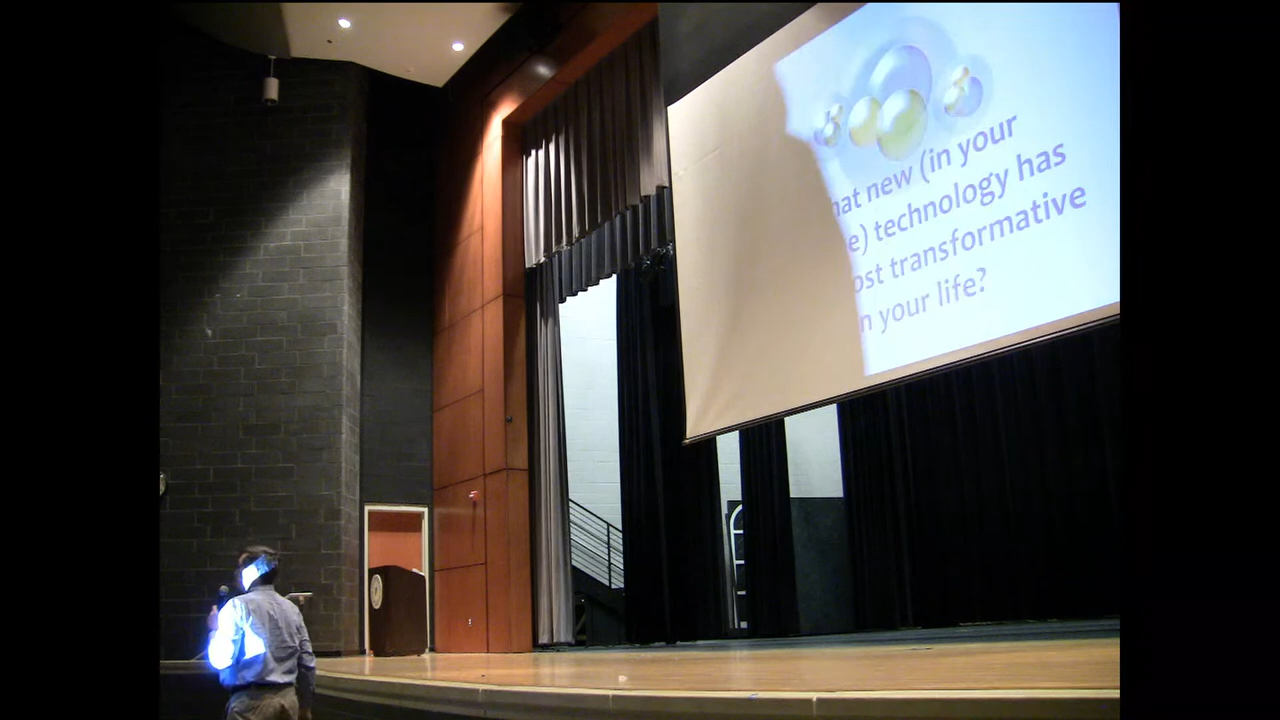 hat new (in your
e) technology has
ost transformative
n your life?